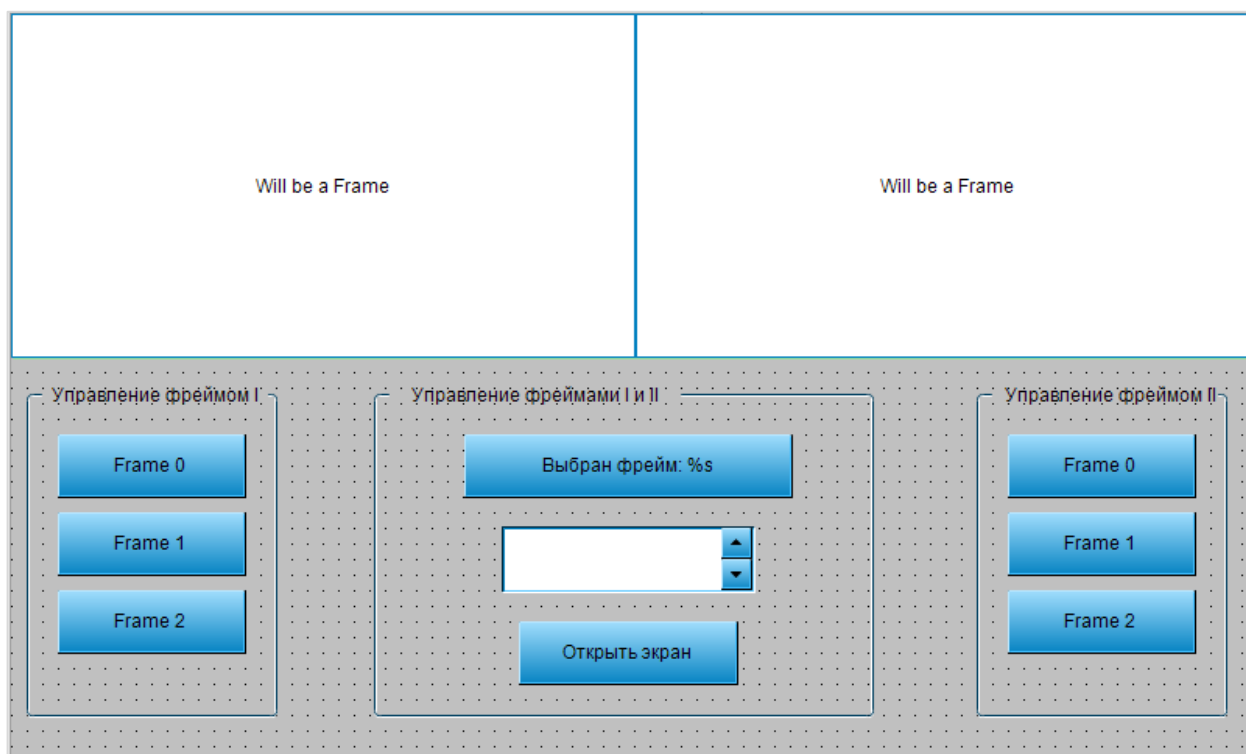 Will be a Frame
Will be a Frame
Управление фреймом I
Frame 0
Frame 1
Frame 2
Управление фреймами I и II
Выбран фрейм: %s
Открыть экран
Управление фреймом II
Frame 0
Frame 1
Frame 2